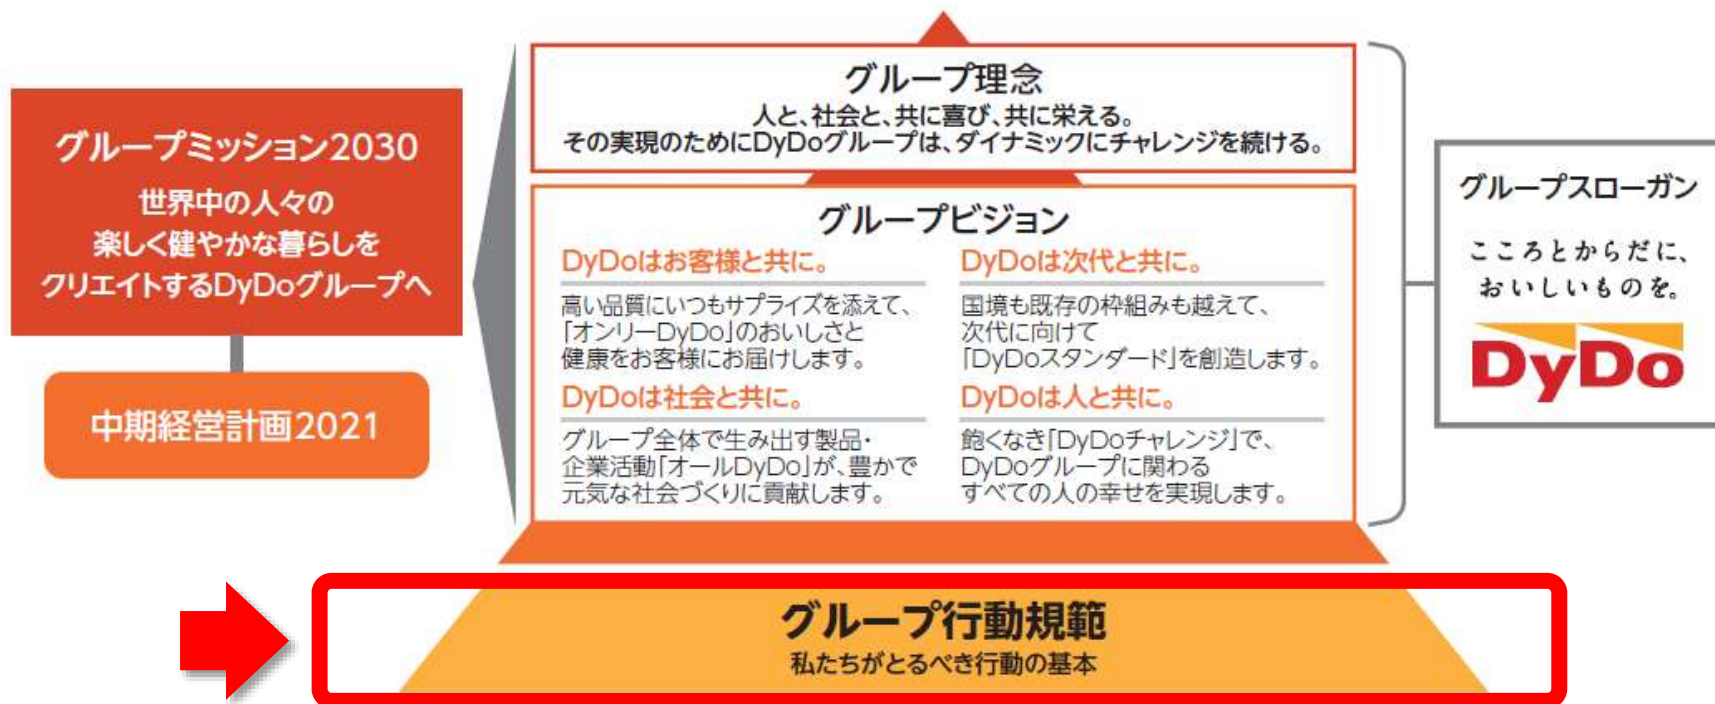 グループミッション2030
世界中の人々の
楽しく健やかな暮らしを
クリエイトするDyDoグループへ
中期経営計画2021
グループ理念
人と、社会と、共に喜び、共に栄える。
その実現のためにDyDoグループは、ダイナミックにチャレンジを続ける。
グループビジョン
DyDoはお客様と共に。
高い品質にいつもサプライズを添えて、
「オンリーDyDo」のおいしさと
健康をお客様にお届けします。
DyDoは次代と共に。
国境も既存の枠組みも越えて、
次代に向けて
「DyDoスタンダード」を創造します。
DyDoは社会と共に。
グループ全体で生み出す製品・
企業活動「オールDyDo」が、豊かで
元気な社会づくりに貢献します。
DyDoは人と共に。
飽くなき「DyDoチャレンジ」で、
DyDoグループに関わる
すべての人の幸せを実現します。
グループスローガン
こころとからだに、
おいしいものを。
DyDo
グループ行動規範
私たちがとるべき行動の基本